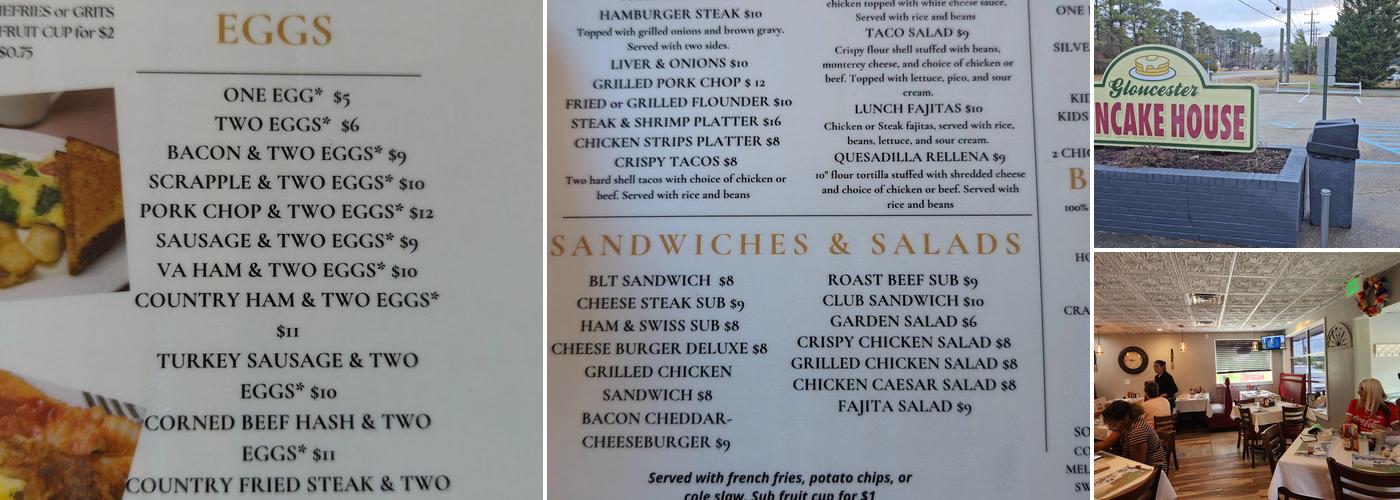 HEFRIES or GRITS
FRUIT CUP for $2
$0.75
EGGS
ONE EGG* $5
TWO EGGS* $6
BACON & TWO EGGS* $9
SCRAPPLE & TWO EGGS* $10
PORK CHOP & TWO EGGS* $12
SAUSAGE & TWO EGGS* $9
VA HAM & TWO EGGS* $10
COUNTRY HAM & TWO EGGS*
$11
TURKEY SAUSAGE & TWO
EGGS* $10
CORNED BEEF HASH & TWO
EGGS* $11
COUNTRY FRIED STEAK & TWO
HAMBURGER STEAK $10
Topped with grilled onions and brown gravy.
Served with two sides.
LIVER & ONIONS $10
GRILLED PORK CHOP $ 12
FRIED or GRILLED FLOUNDER $10
STEAK & SHRIMP PLATTER $16
CHICKEN STRIPS PLATTER $8
CRISPY TACOS $8
Two hard shell tacos with choice of chicken or
beef. Served with rice and beans
chicken topped with white cheese sauce,
Served with rice and beans
TACO SALAD $9
Crispy flour shell stuffed with beans,
monterey cheese, and choice of chicken or
beef. Topped with lettuce, pico, and sour
cream.
LUNCH FAJITAS $10
Chicken or Steak fajitas, served with rice,
beans, lettuce, and sour cream.
QUESADILLA RELLENA $9
10" flour tortilla stuffed with shredded cheese
and choice of chicken or beef. Served with
rice and beans
SANDWICHES & SALADS
BLT SANDWICH $8
CHEESE STEAK SUB $9
HAM & SWISS SUB $8
CHEESE BURGER DELUXE $8
GRILLED CHICKEN
SANDWICH $8
BACON CHEDDAR-
CHEESEBURGER $9
ROAST BEEF SUB $9
CLUB SANDWICH $10
GARDEN SALAD $6
CRISPY CHICKEN SALAD $8
GRILLED CHICKEN SALAD $8
CHICKEN CAESAR SALAD $8
FAJITA SALAD $9
Served with french fries, potato chips, or
cole slaw. Sub fruit cup for $1
ONE
SILVE
KID
KIDS
2 CHIC
B
100%
HO
CRA
SO
CO
MEL
SW
Gloucester
NCAKE HOUSE
Coca-Cola